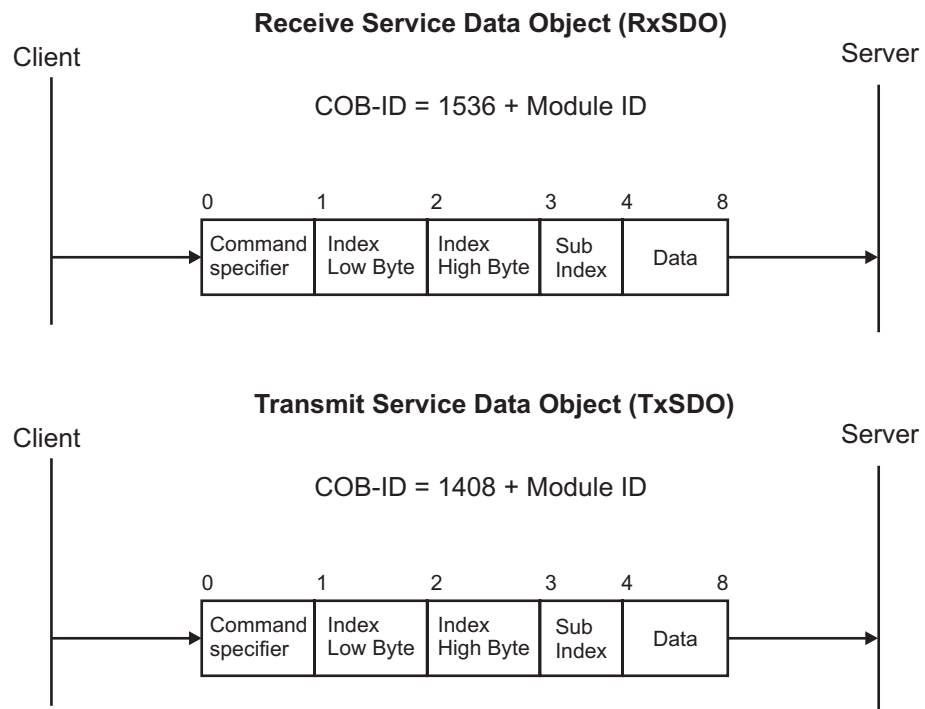 Receive Service Data Object (RxSDO)
Client
Server
COB-ID = 1536 + Module ID
0 1 2 3 4 8
Command specifier
Index Low Byte
Index High Byte
Sub Index
Data
Transmit Service Data Object (TxSDO)
Client
Server
COB-ID = 1408 + Module ID
0 1 2 3 4 8
Command specifier
Index Low Byte
Index High Byte
Sub Index
Data